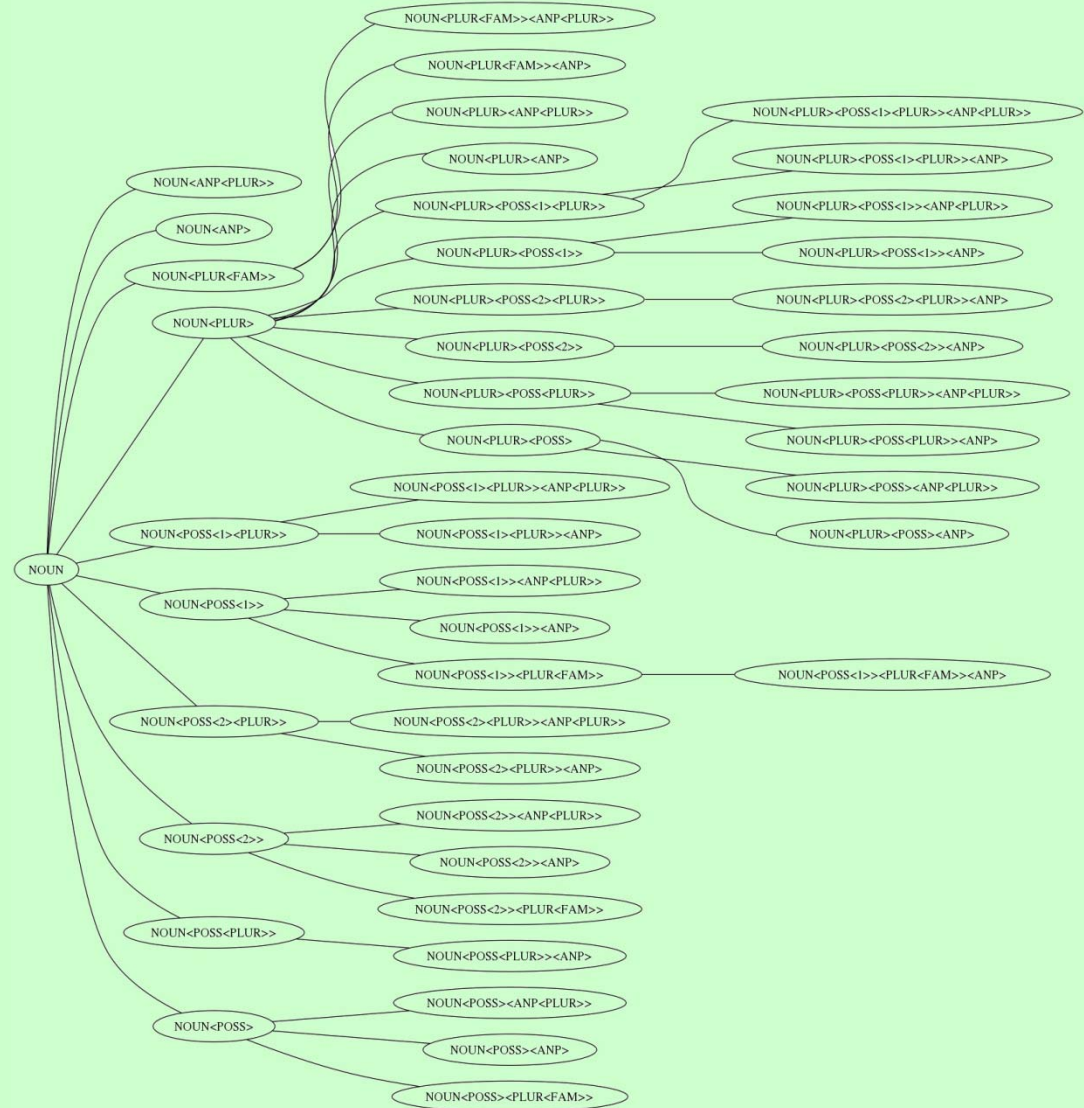 NOUN<PLUR<FAM>><ANP<PLUR>>
NOUN<PLUR<FAM>><ANP>
NOUN<PLUR><ANP<PLUR>>
NOUN<PLUR><POSS<1><PLUR>><ANP<PLUR>>
NOUN<PLUR><ANP>
NOUN<PLUR><POSS<1><PLUR>><ANP>
NOUN<ANP<PLUR>>
NOUN<PLUR><POSS<1><PLUR>>
NOUN<PLUR><POSS<1>><ANP<PLUR>>
NOUN<ANP>
NOUN<PLUR><POSS<1>>
NOUN<PLUR><POSS<1>><ANP>
NOUN<PLUR<FAM>>
NOUN<PLUR><POSS<2><PLUR>>
NOUN<PLUR><POSS<2><PLUR>><ANP>
NOUN<PLUR>
NOUN<PLUR><POSS<2>>
NOUN<PLUR><POSS<2>><ANP>
NOUN<PLUR><POSS<PLUR>>
NOUN<PLUR><POSS<PLUR>><ANP<PLUR>>
NOUN<PLUR><POSS>
NOUN<PLUR><POSS<PLUR>><ANP>
NOUN<POSS<1><PLUR>><ANP<PLUR>>
NOUN<PLUR><POSS><ANP<PLUR>>
NOUN<POSS<1><PLUR>>
NOUN<POSS<1><PLUR>><ANP>
NOUN<PLUR><POSS><ANP>
NOUN
NOUN<POSS<1>><ANP<PLUR>>
NOUN<POSS<1>>
NOUN<POSS<1>><ANP>
NOUN<POSS<1>><PLUR<FAM>>
NOUN<POSS<1>><PLUR<FAM>><ANP>
NOUN<POSS<2><PLUR>>
NOUN<POSS<2><PLUR>><ANP<PLUR>>
NOUN<POSS<2><PLUR>><ANP>
NOUN<POSS<2>><ANP<PLUR>>
NOUN<POSS<2>>
NOUN<POSS<2>><ANP>
NOUN<POSS<2>><PLUR<FAM>>
NOUN<POSS<PLUR>>
NOUN<POSS<PLUR>><ANP>
NOUN<POSS><ANP<PLUR>>
NOUN<POSS>
NOUN<POSS><ANP>
NOUN<POSS><PLUR<FAM>>